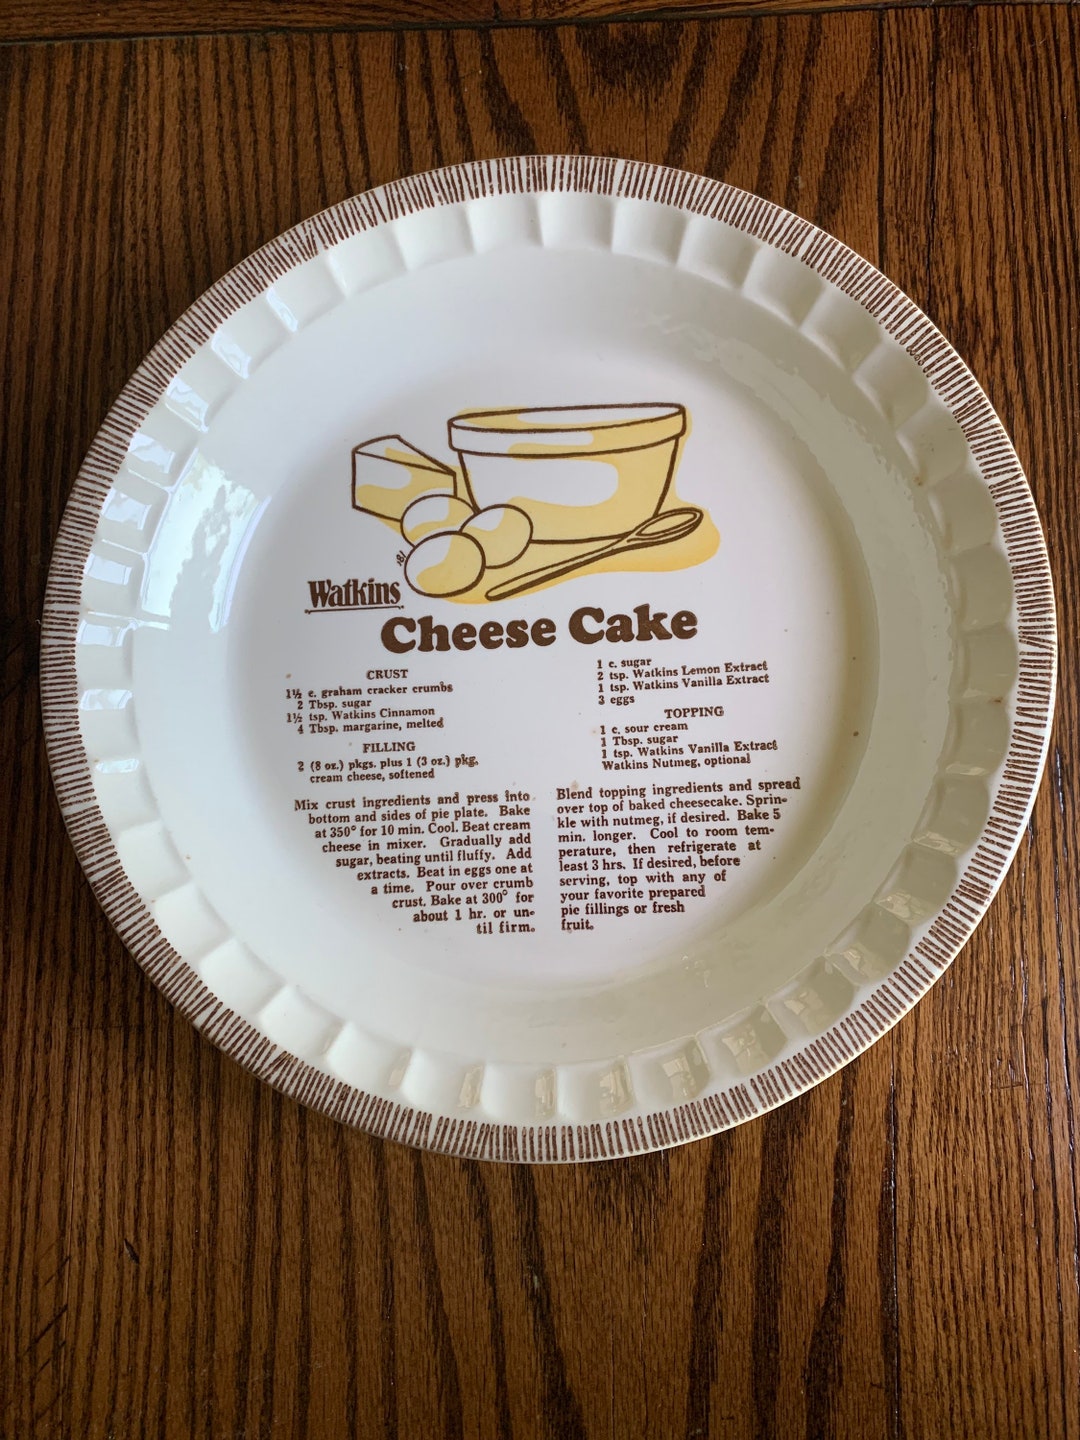 '81
Watkins
Cheese Cake
CRUST
1½ c. graham cracker crumbs
2 Tbsp. sugar
1½ tsp. Watkins Cinnamon
4 Tbsp. margarine, melted
FILLING
2 (8 oz.) pkgs. plus 1 (3 oz.) pkg.
cream cheese, softened
1 c. sugar
2 tsp. Watkins Lemon Extract
1 tsp. Watkins Vanilla Extract
3 eggs
TOPPING
1 c. sour cream
1 Tbsp. sugar
1 tsp. Watkins Vanilla Extract
Watkins Nutmeg, optional
Mix crust ingredients and press into
bottom and sides of pie plate. Bake
at 350° for 10 min. Cool. Beat cream
cheese in mixer. Gradually add
sugar, beating until fluffy. Add
extracts. Beat in eggs one at
a time. Pour over crumb
crust. Bake at 300° for
about 1 hr. or un-
til firm.
Blend topping ingredients and spread
over top of baked cheesecake. Sprin-
kle with nutmeg, if desired. Bake 5
min. longer. Cool to room tem-
perature, then refrigerate at
least 3 hrs. If desired, before
serving, top with any of
your favorite prepared
pie fillings or fresh
fruit.